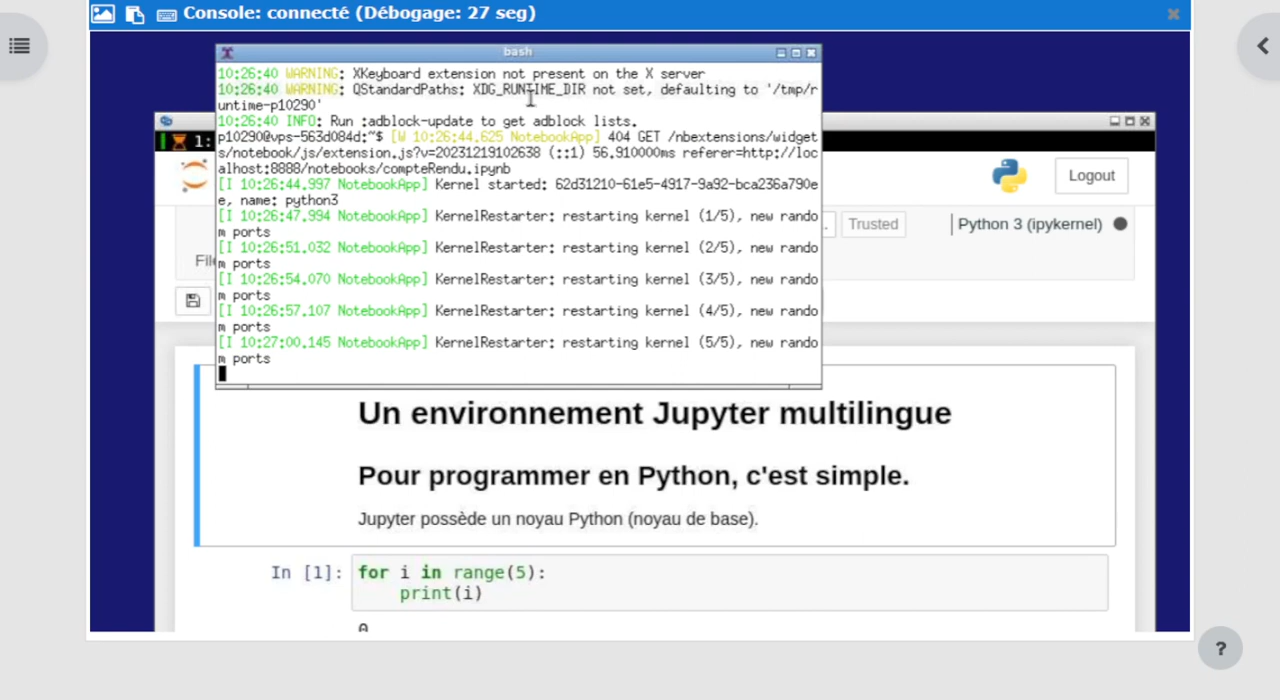 Console: connecté (Débogage: 27 seg)
bash
10:26:40 WARNING: XKeyboard extension not present on the X server
10:26:40 WARNING: QStandardPaths: XDG_RUNTIME_DIR not set, defaulting to '/tmp/r
untime-p10290'
10:26:40 INFO: Run :adblock-update to get adblock lists.
p10290@vps-563d084d:~$ [W 10:26:44.625 NotebookApp] 404 GET /nbextensions/widget
s/notebook/js/extension.js?v=20231219102638 (::1) 56.910000ms referer=http://loc
alhost:8888/notebooks/compteRendu.ipynb
[I 10:26:44.997 NotebookApp] Kernel started: 62d31210-61e5-4917-9a92-bca236a790e
e, name: python3
[I 10:26:47.994 NotebookApp] KernelRestarter: restarting kernel (1/5), new rando
m ports
[I 10:26:51.032 NotebookApp] KernelRestarter: restarting kernel (2/5), new rando
m ports
[I 10:26:54.070 NotebookApp] KernelRestarter: restarting kernel (3/5), new rando
m ports
[I 10:26:57.107 NotebookApp] KernelRestarter: restarting kernel (4/5), new rando
m ports
[I 10:27:00.145 NotebookApp] KernelRestarter: restarting kernel (5/5), new rando
m ports
1:
Logout
Trusted
Python 3 (ipykernel)
Un environnement Jupyter multilingue
Pour programmer en Python, c'est simple.
Jupyter possède un noyau Python (noyau de base).
In [1]: for i in range(5):
print(i)
?